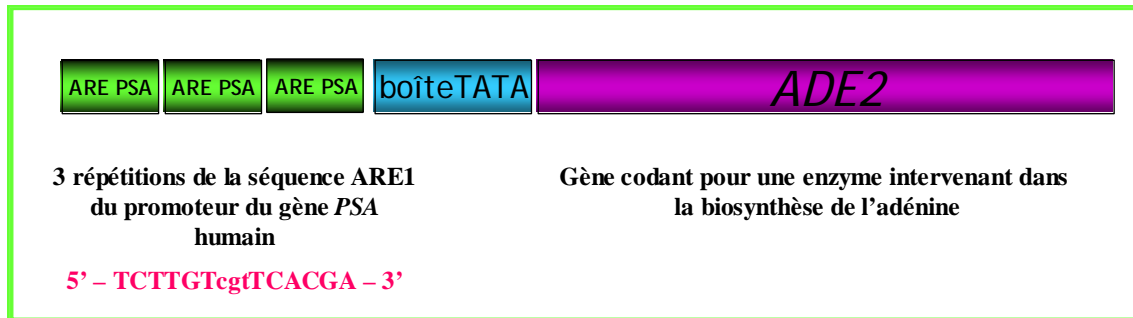 ARE PSA ARE PSA ARE PSA boîteTATA ADE2
3 répétitions de la séquence ARE1
du promoteur du gène PSA
humain
5’ – TCTTGTcgtTCACGA – 3’
Gène codant pour une enzyme intervenant dans
la biosynthèse de l’adénine